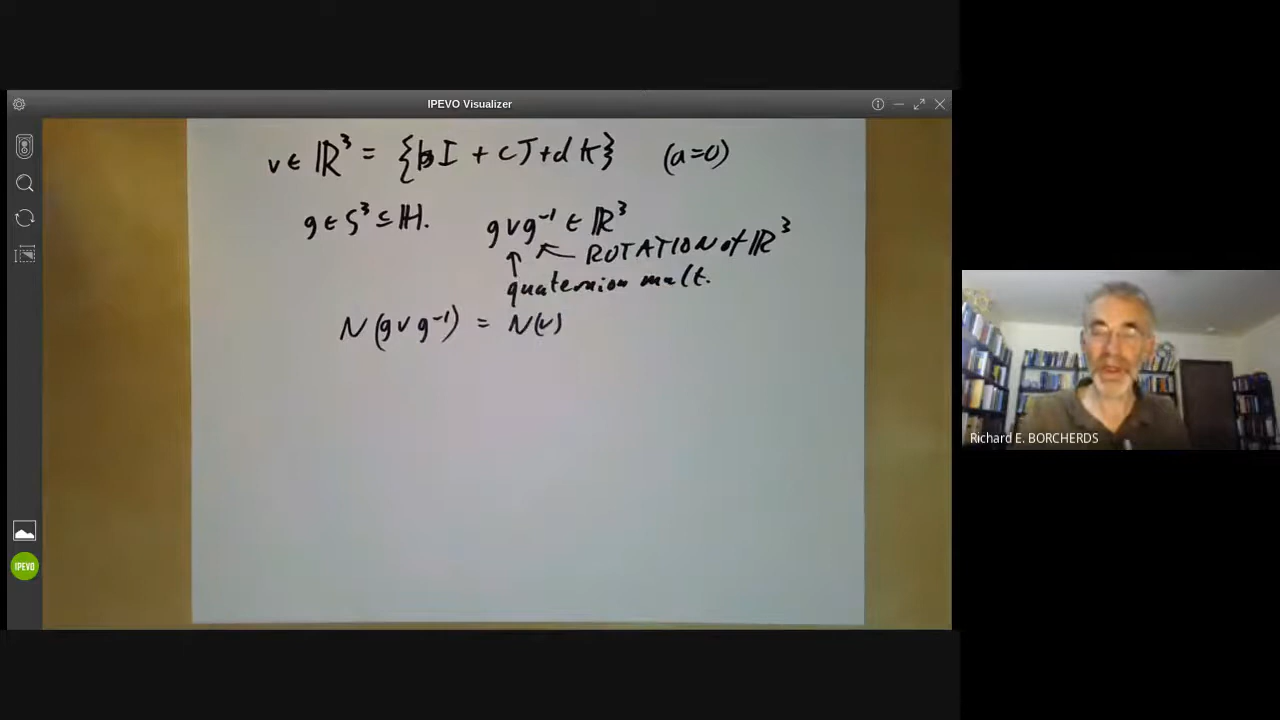 IPEVO Visualizer
v ∈ ℝ³ = {bI + cJ + dK} (a=0)
g ∈ S³ ⊆ ℍ. gvg⁻¹ ∈ ℝ³
↑ ← ROTATION of ℝ³
quaternion mult.
N(gvg⁻¹) = N(v)
Richard E. BORCHERDS
IPEVO